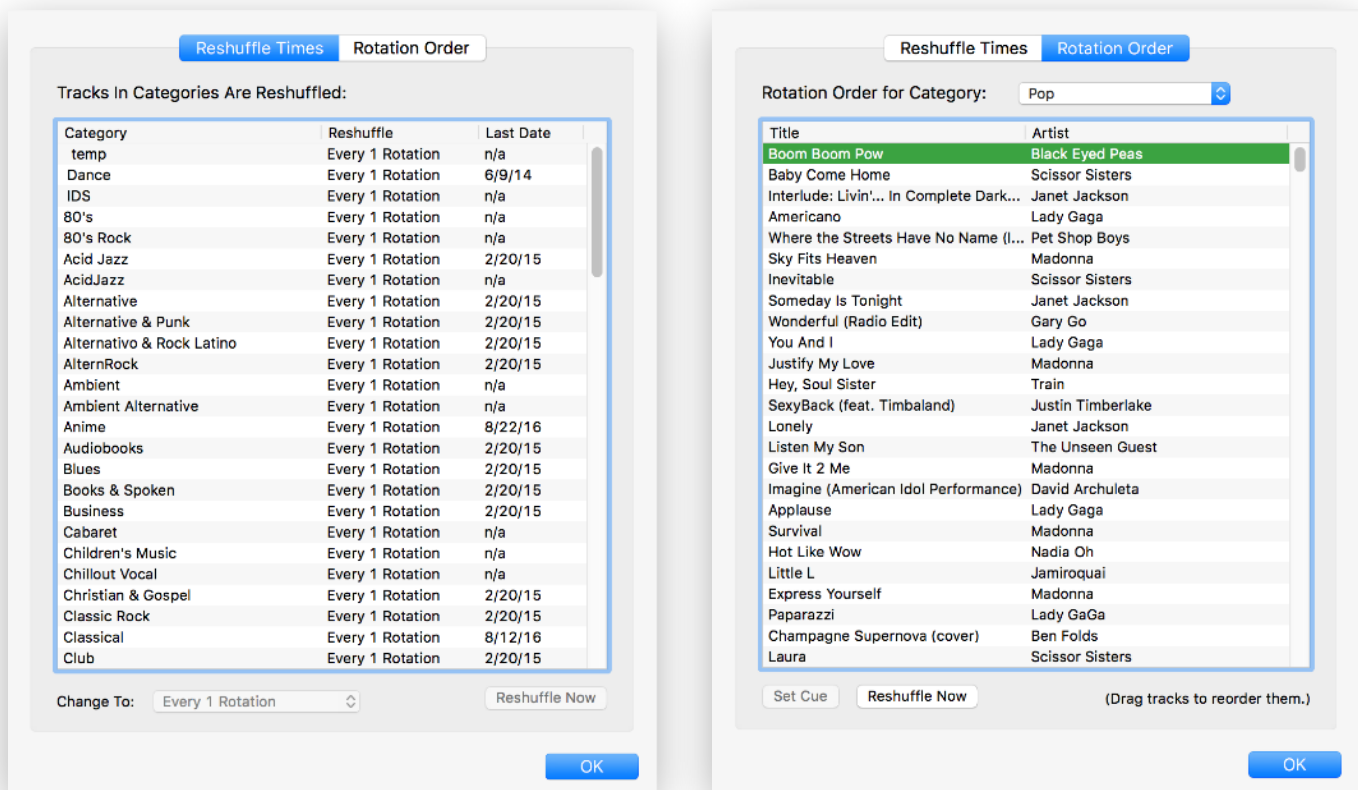 Reshuffle Times Rotation Order
Tracks In Categories Are Reshuffled:
Category Reshuffle Last Date
temp Every 1 Rotation n/a
Dance Every 1 Rotation 6/9/14
IDS Every 1 Rotation n/a
80's Every 1 Rotation n/a
80's Rock Every 1 Rotation n/a
Acid Jazz Every 1 Rotation 2/20/15
AcidJazz Every 1 Rotation n/a
Alternative Every 1 Rotation 2/20/15
Alternative & Punk Every 1 Rotation 2/20/15
Alternativo & Rock Latino Every 1 Rotation 2/20/15
AlternRock Every 1 Rotation 2/20/15
Ambient Every 1 Rotation n/a
Ambient Alternative Every 1 Rotation n/a
Anime Every 1 Rotation 8/22/16
Audiobooks Every 1 Rotation 2/20/15
Blues Every 1 Rotation 2/20/15
Books & Spoken Every 1 Rotation 2/20/15
Business Every 1 Rotation 2/20/15
Cabaret Every 1 Rotation n/a
Children's Music Every 1 Rotation n/a
Chillout Vocal Every 1 Rotation n/a
Christian & Gospel Every 1 Rotation 2/20/15
Classic Rock Every 1 Rotation 2/20/15
Classical Every 1 Rotation 8/12/16
Club Every 1 Rotation 2/20/15
Change To: Every 1 Rotation Reshuffle Now
OK
Reshuffle Times Rotation Order
Rotation Order for Category: Pop
Title Artist
Boom Boom Pow Black Eyed Peas
Baby Come Home Scissor Sisters
Interlude: Livin'... In Complete Dark... Janet Jackson
Americano Lady Gaga
Where the Streets Have No Name (I... Pet Shop Boys
Sky Fits Heaven Madonna
Inevitable Scissor Sisters
Someday Is Tonight Janet Jackson
Wonderful (Radio Edit) Gary Go
You And I Lady Gaga
Justify My Love Madonna
Hey, Soul Sister Train
SexyBack (feat. Timbaland) Justin Timberlake
Lonely Janet Jackson
Listen My Son The Unseen Guest
Give It 2 Me Madonna
Imagine (American Idol Performance) David Archuleta
Applause Lady Gaga
Survival Madonna
Hot Like Wow Nadia Oh
Little L Jamiroquai
Express Yourself Madonna
Paparazzi Lady GaGa
Champagne Supernova (cover) Ben Folds
Laura Scissor Sisters
Set Cue Reshuffle Now (Drag tracks to reorder them.)
OK